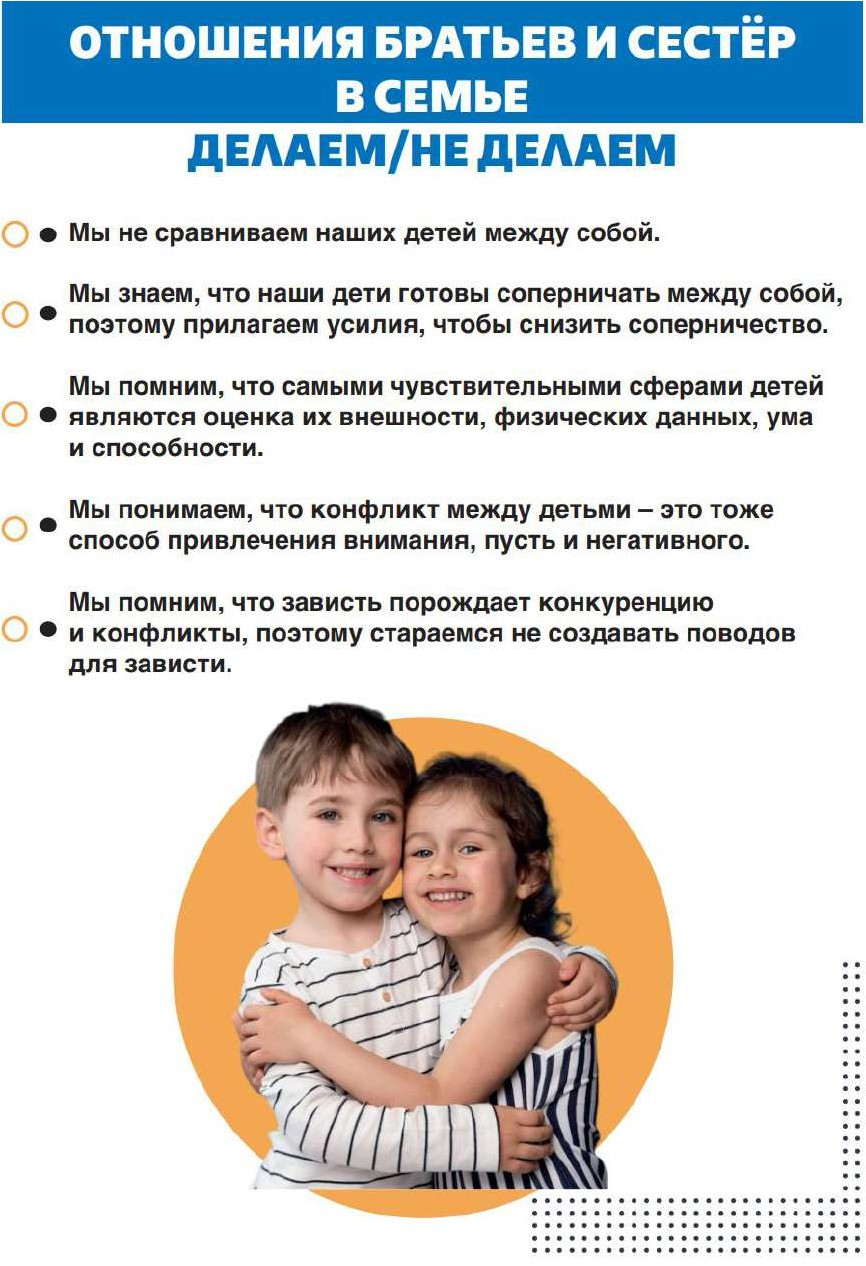 ОТНОШЕНИЯ БРАТЬЕВ И СЕСТЁР
В СЕМЬЕ
ДЕЛАЕМ/НЕ ДЕЛАЕМ
Мы не сравниваем наших детей между собой.
Мы знаем, что наши дети готовы соперничать между собой,
поэтому прилагаем усилия, чтобы снизить соперничество.
Мы помним, что самыми чувствительными сферами детей
являются оценка их внешности, физических данных, ума
и способности.
Мы понимаем, что конфликт между детьми – это тоже
способ привлечения внимания, пусть и негативного.
Мы помним, что зависть порождает конкуренцию
и конфликты, поэтому стараемся не создавать поводов
для зависти.